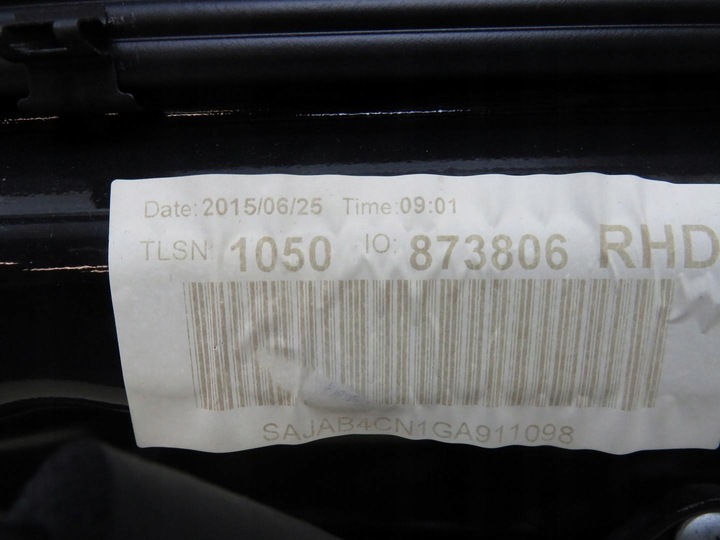 Date: 2015/06/25 Time: 09:01
TLSN: 1050 IO: 873806 RHD
SAJAB4CN1GA911098